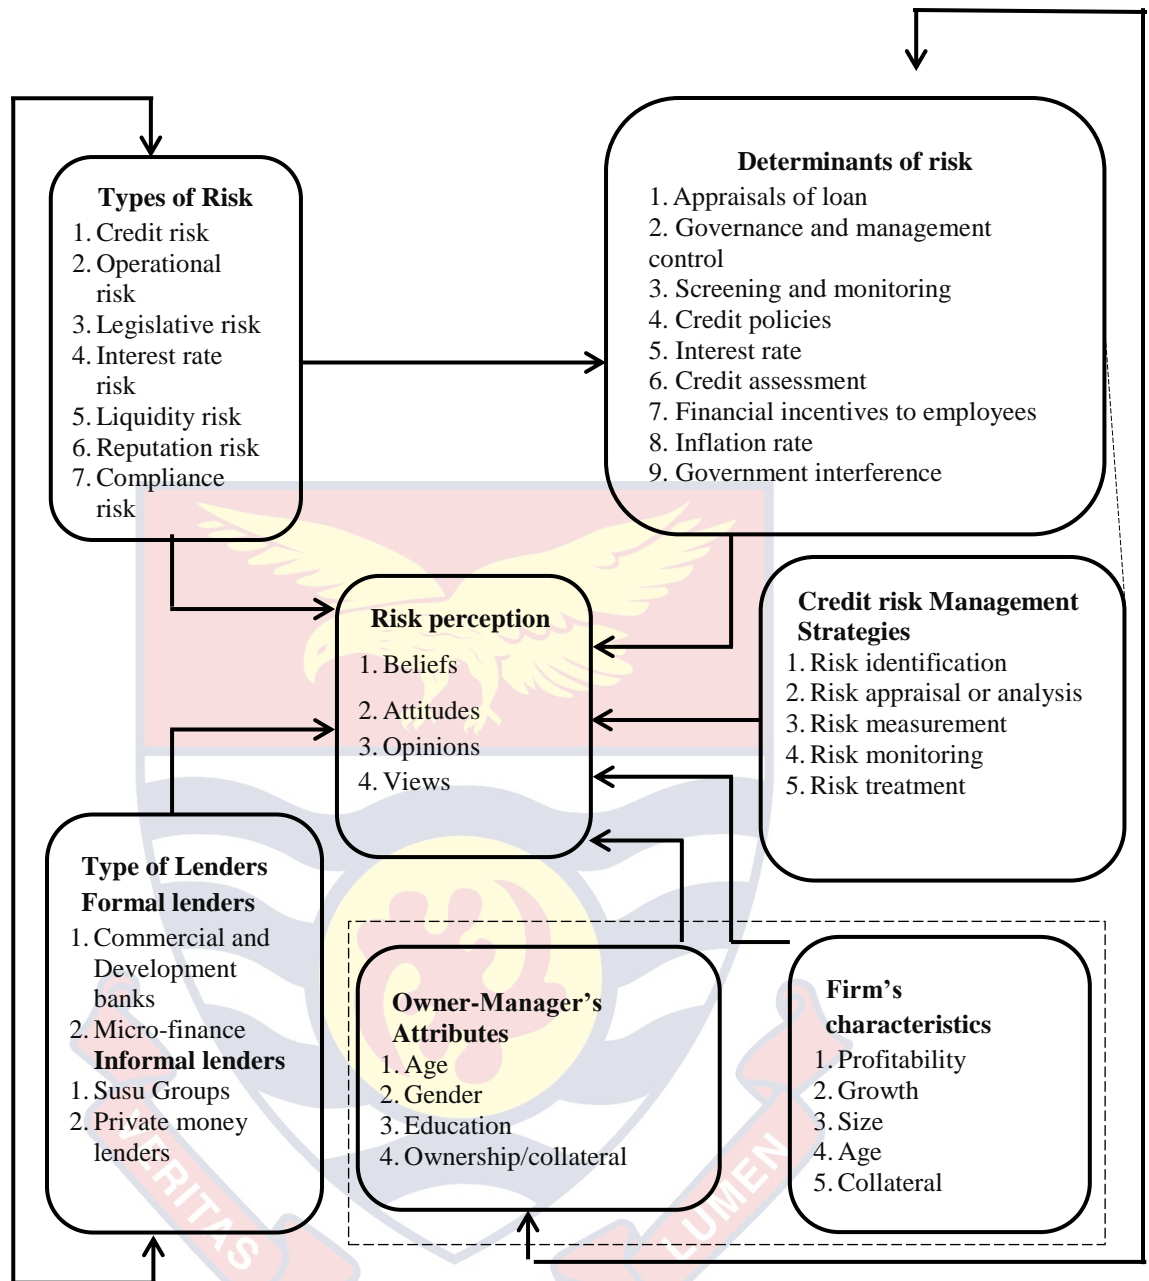 Types of Risk
1. Credit risk
2. Operational
risk
3. Legislative risk
4. Interest rate
risk
5. Liquidity risk
6. Reputation risk
7. Compliance
risk
Determinants of risk
1. Appraisals of loan
2. Governance and management
control
3. Screening and monitoring
4. Credit policies
5. Interest rate
6. Credit assessment
7. Financial incentives to employees
8. Inflation rate
9. Government interference
Risk perception
1. Beliefs
2. Attitudes
3. Opinions
4. Views
Credit risk Management
Strategies
1. Risk identification
2. Risk appraisal or analysis
3. Risk measurement
4. Risk monitoring
5. Risk treatment
Type of Lenders
Formal lenders
1. Commercial and
Development
banks
2. Micro-finance
Informal lenders
1. Susu Groups
2. Private money
lenders
Owner-Manager’s
Attributes
1. Age
2. Gender
3. Education
4. Ownership/collateral
Firm’s
characteristics
1. Profitability
2. Growth
3. Size
4. Age
5. Collateral
VERITAS
LUMEN